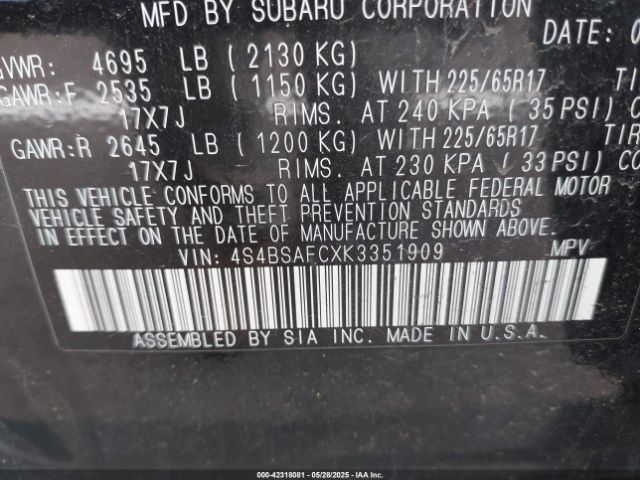 MFD BY SUBARU CORPORATION DATE 0
GVWR: 4695 LB ( 2130 KG)
GAWR:F 2535 LB ( 1150 KG) WITH 225/65R17 TI
17X7J RIMS. AT 240 KPA ( 35 PSI) C
GAWR:R 2645 LB ( 1200 KG) WITH 225/65R17 TIR
17X7J RIMS. AT 230 KPA ( 33 PSI) CO
THIS VEHICLE CONFORMS TO ALL APPLICABLE FEDERAL MOTOR
VEHICLE SAFETY AND THEFT PREVENTION STANDARDS
IN EFFECT ON THE DATE OF MANUFACTURE SHOWN ABOVE.
VIN: 4S4BSAFCXK3351909 MPV
ASSEMBLED BY SIA INC. MADE IN U.S.A.
000-42318081 - 05/28/2025 - IAA Inc.